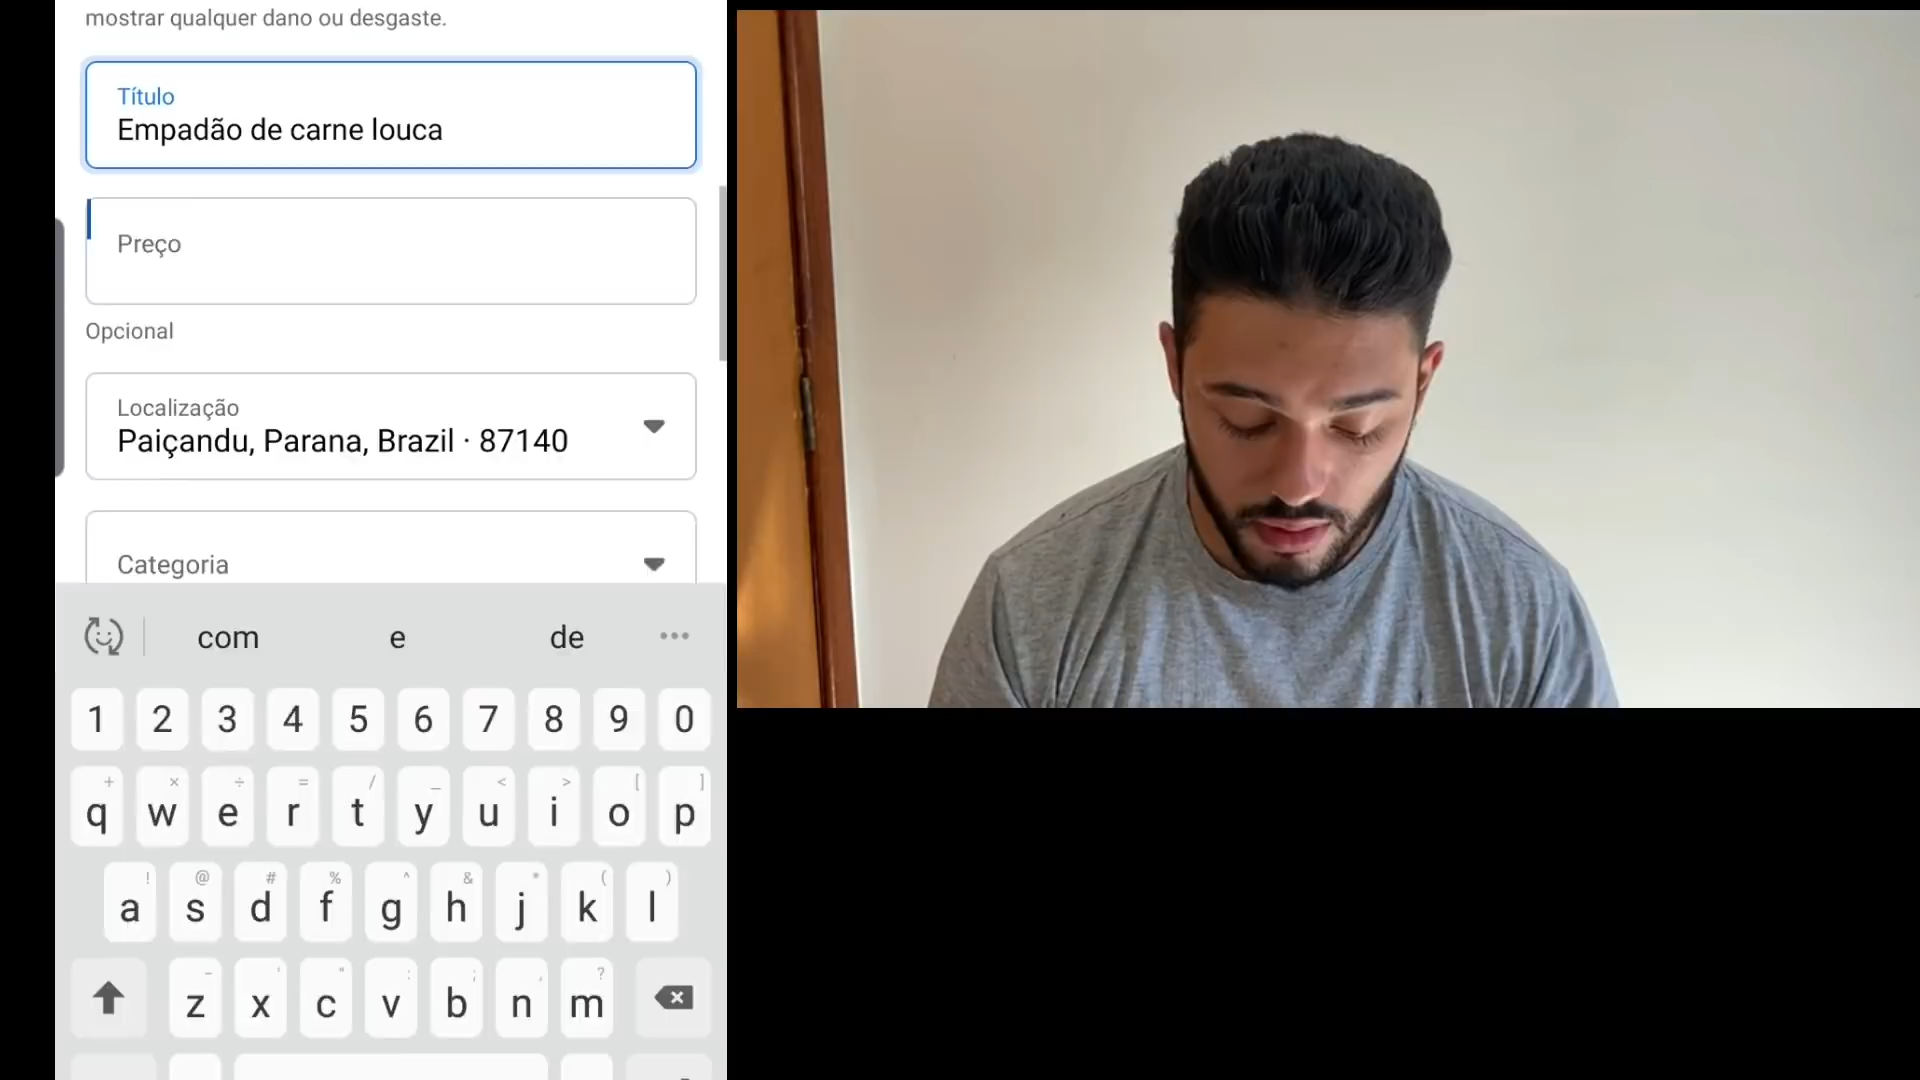 mostrar qualquer dano ou desgaste.
Título
Empadão de carne louca
Preço
Opcional
Localização
Paiçandu, Parana, Brazil · 87140
Categoria
com e de
1 2 3 4 5 6 7 8 9 0
+ × ÷ = / _ < > [ ]
q w e r t y u i o p
! @ # % ^ & * ( )
a s d f g h j k l
- ' " : ; , ?
z x c v b n m